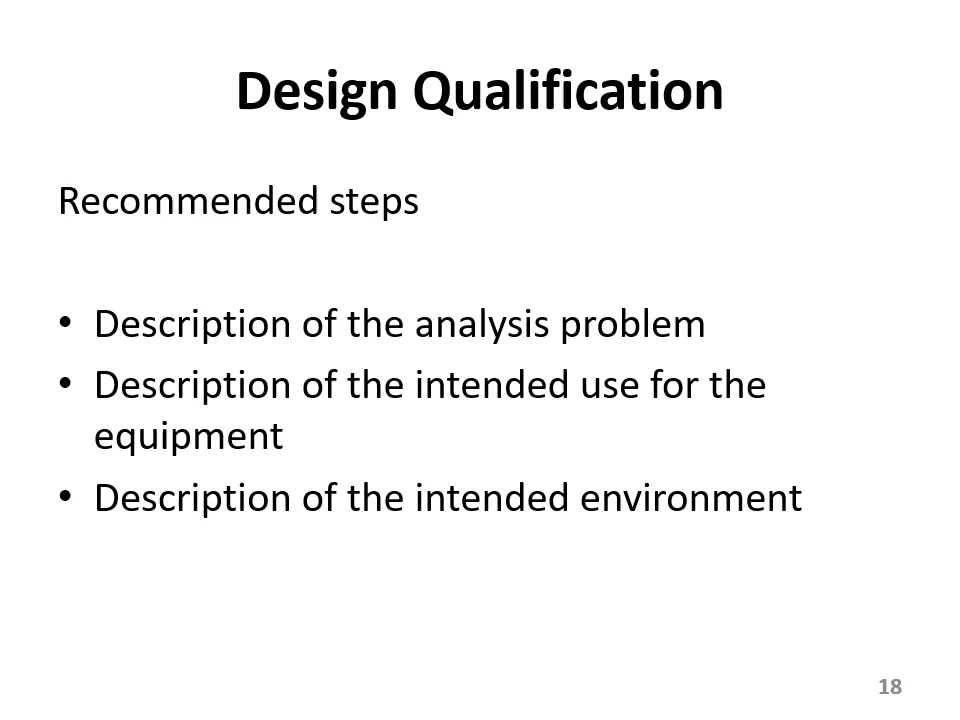 Design Qualification
Recommended steps
• Description of the analysis problem
• Description of the intended use for the
equipment
• Description of the intended environment
18